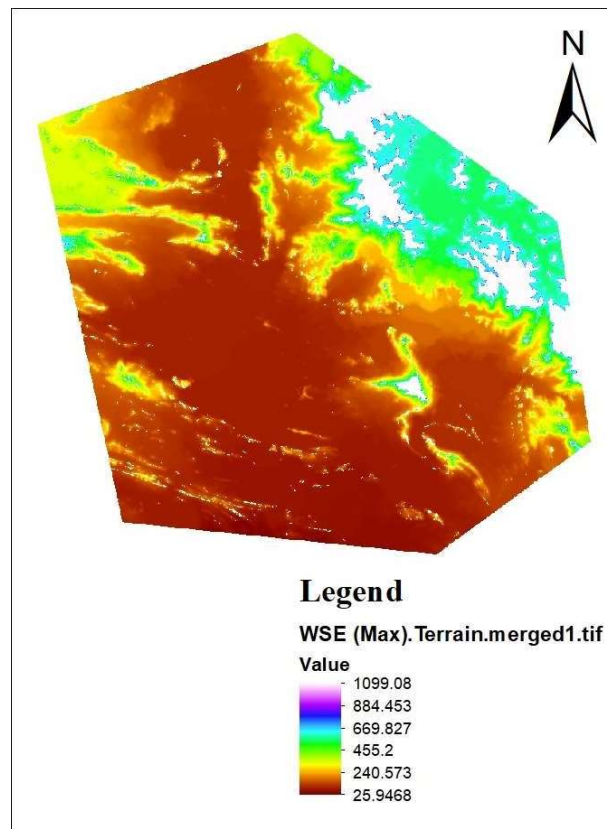 N
Legend
WSE (Max).Terrain.merged1.tif
Value
1099.08
884.453
669.827
455.2
240.573
25.9468